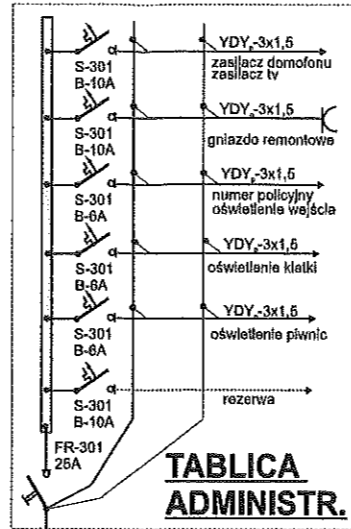 YDYp-3x1,5
S-301
B-10A
zasilacz domofonu
zasilacz tv
YDYp-3x1,5
S-301
B-10A
gniazdo remontowe
YDYp-3x1,5
S-301
B-6A
numer policyjny
oświetlenie wejścia
YDYp-3x1,5
S-301
B-6A
oświetlenie klatki
YDYp-3x1,5
S-301
B-6A
oświetlenie piwnic
S-301
B-10A
rezerwa
FR-301
25A
TABLICA
ADMINISTR.